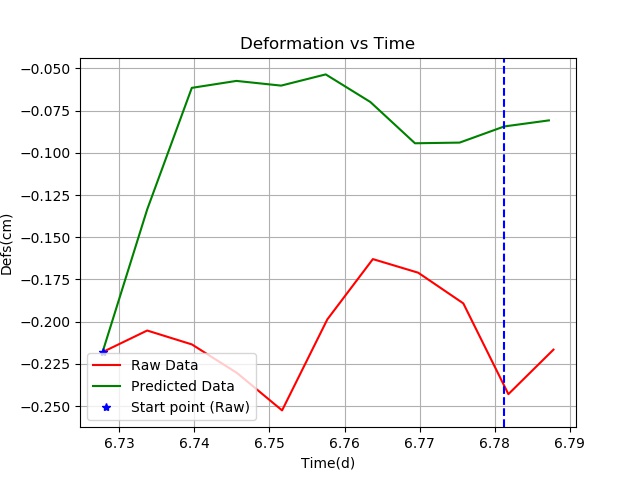 Deformation vs Time
−0.050
−0.075
−0.100
−0.125
−0.150
−0.175
−0.200
−0.225
−0.250
Defs(cm)
Raw Data
Predicted Data
Start point (Raw)
6.73 6.74 6.75 6.76 6.77 6.78 6.79
Time(d)